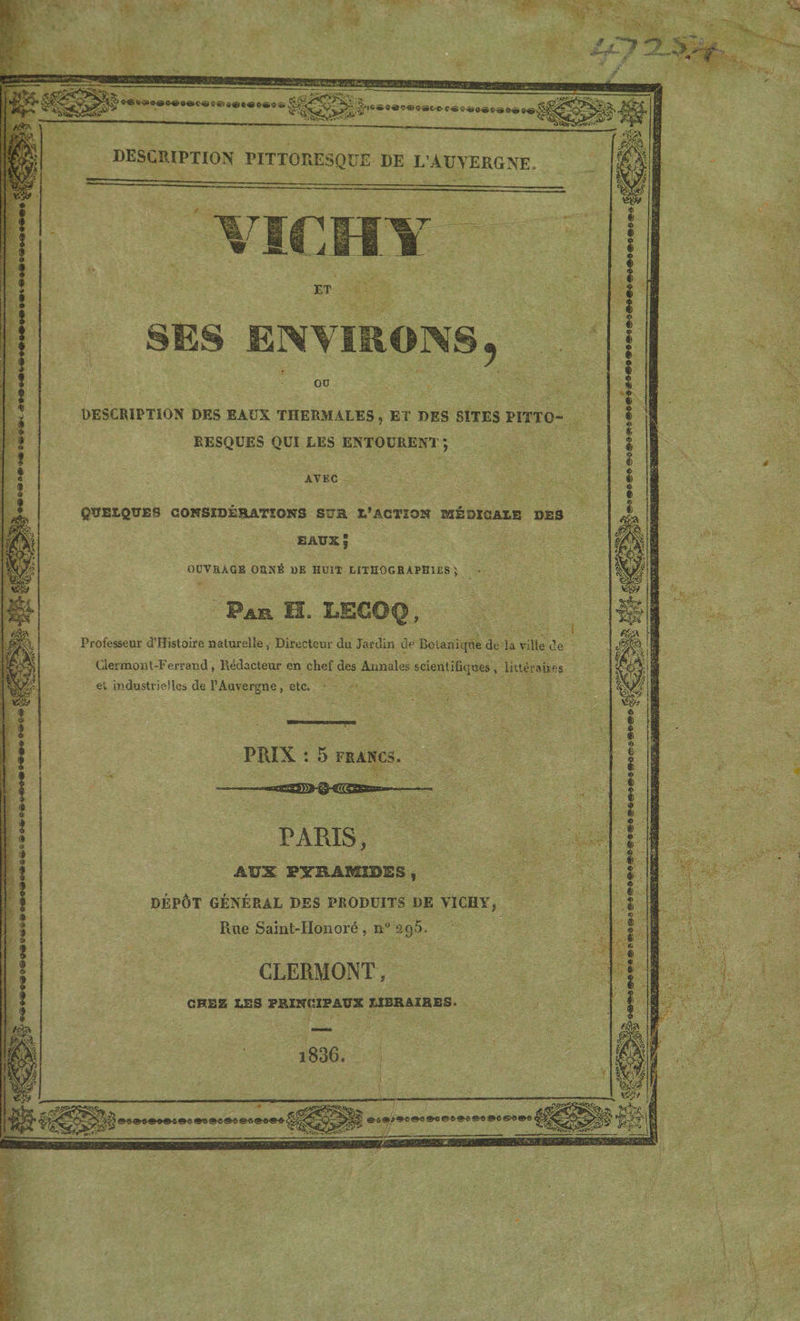 47254
DESCRIPTION PITTORESQUE DE L'AUVERGNE.
VICHY
ET
SES ENVIRONS,
OU
DESCRIPTION DES EAUX THERMALES, ET DES SITES PITTO-
RESQUES QUI LES ENTOURENT;
AVEC
QUELQUES CONSIDÉRATIONS SUR L'ACTION MÉDICALE DES
EAUX;
OUVRAGE ORNÉ DE HUIT LITHOGRAPHIES;
PAR H. LECOQ,
Professeur d'Histoire naturelle, Directeur du Jardin de Botanique de la ville de
Clermont-Ferrand, Rédacteur en chef des Annales scientifiques, littéraires
et industrielles de l'Auvergne, etc.
PRIX : 5 FRANCS.
PARIS,
AUX PYRAMIDES,
DÉPÔT GÉNÉRAL DES PRODUITS DE VICHY,
Rue Saint-Honoré, n° 295.
CLERMONT,
CHEZ LES PRINCIPAUX LIBRAIRES.
1836.